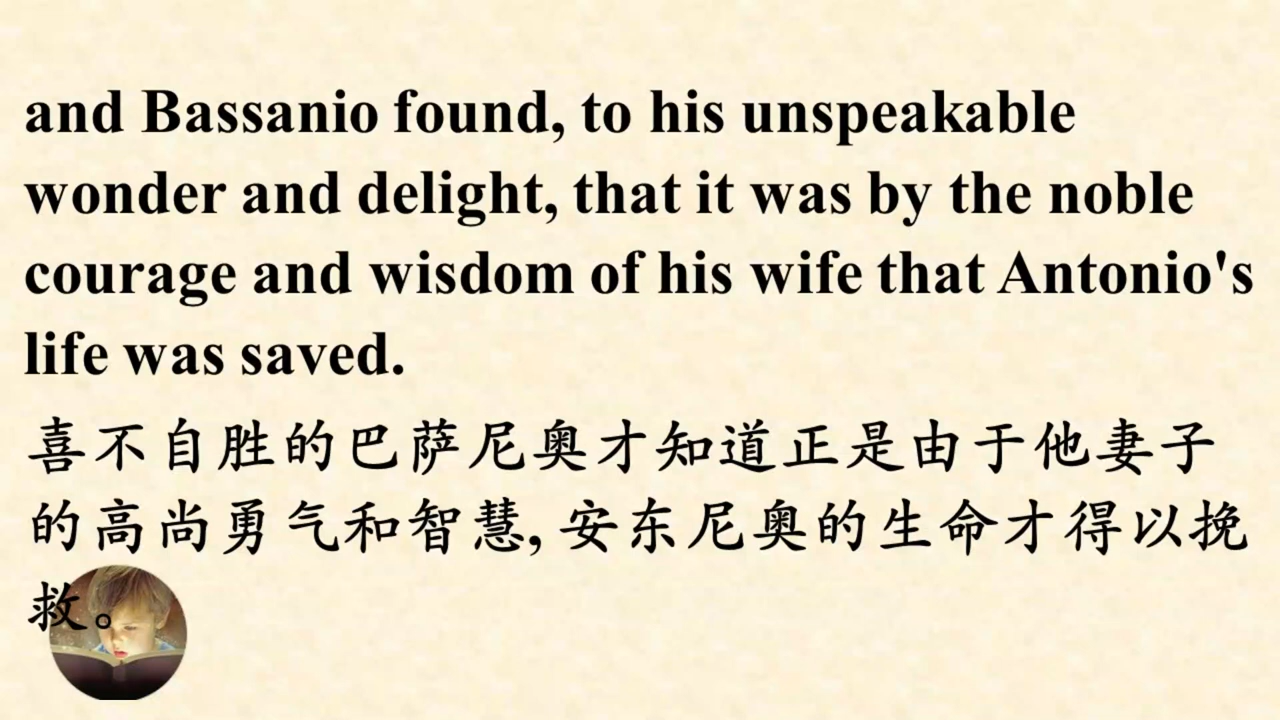 and Bassanio found, to his unspeakable
wonder and delight, that it was by the noble
courage and wisdom of his wife that Antonio's
life was saved.
喜不自胜的巴萨尼奥才知道正是由于他妻子
的高尚勇气和智慧,安东尼奥的生命才得以挽
救。